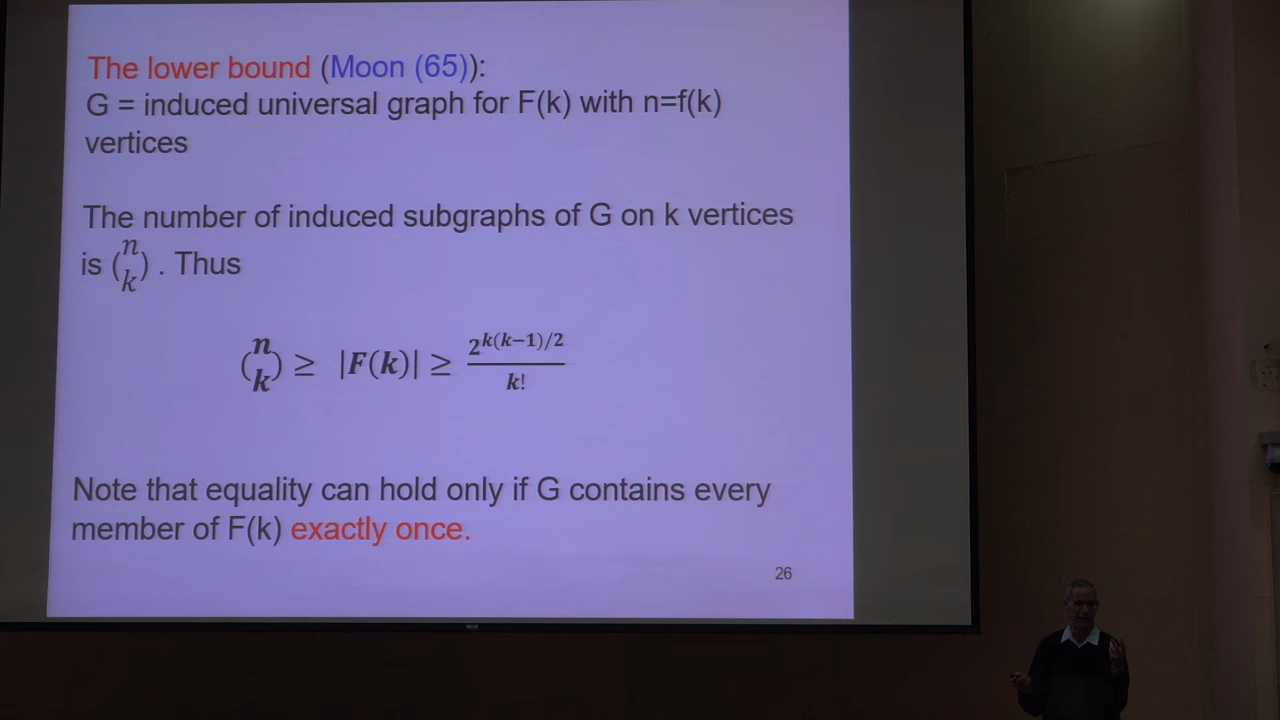 The lower bound (Moon (65)):
G = induced universal graph for F(k) with n=f(k)
vertices
The number of induced subgraphs of G on k vertices
is (n k) . Thus
(n k) ≥ |F(k)| ≥ 2^{k(k−1)/2} / k!
Note that equality can hold only if G contains every
member of F(k) exactly once.
26